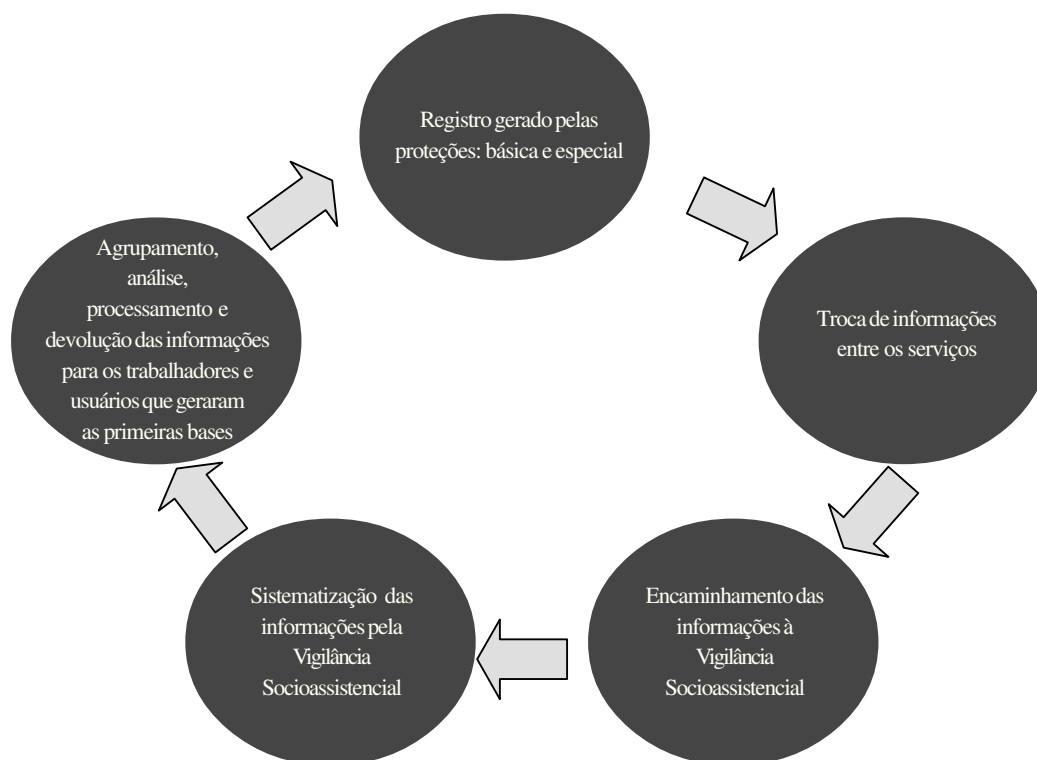 Registro gerado pelas
proteções: básica e especial
Troca de informações
entre os serviços
Encaminhamento das
informações à
Vigilância
Socioassistencial
Sistematização das
informações pela
Vigilância
Socioassistencial
Agrupamento,
análise,
processamento e
devolução das informações
para os trabalhadores e
usuários que geraram
as primeiras bases